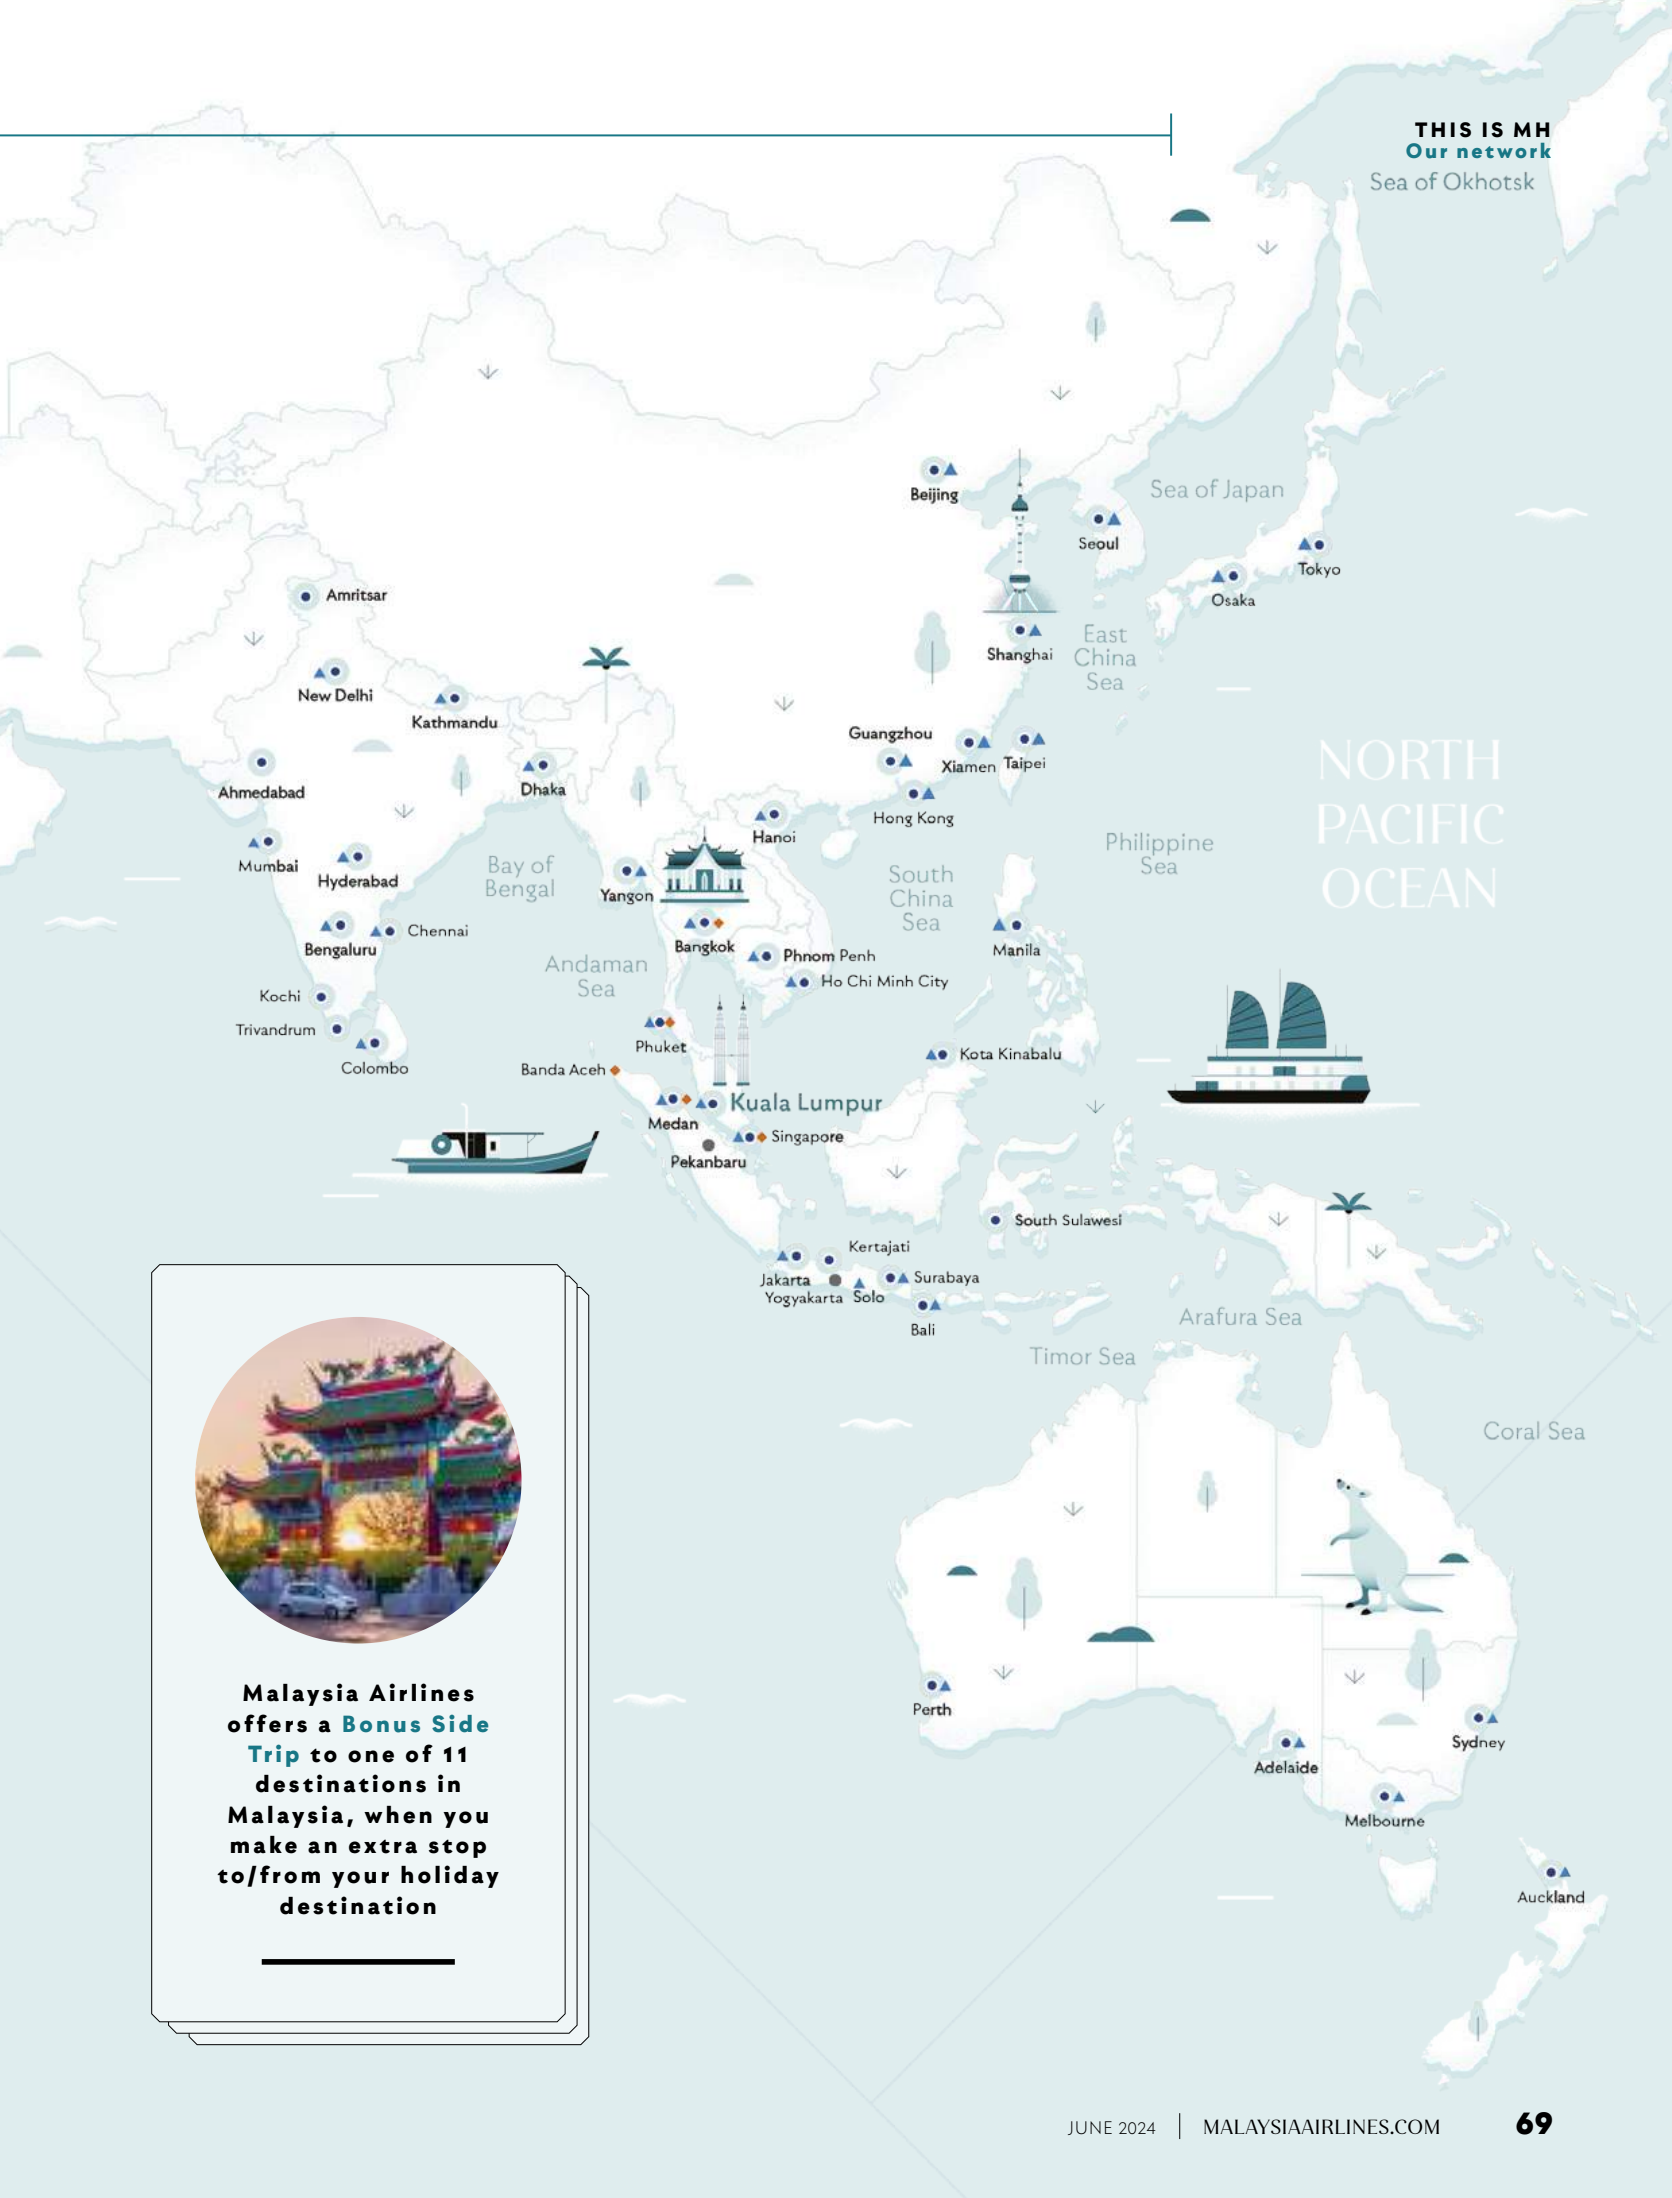 THIS IS MH
Our network
Sea of Okhotsk
Beijing
Sea of Japan
Seoul
Tokyo
Osaka
Amritsar
East
China
Sea
Shanghai
New Delhi
Kathmandu
Guangzhou
Xiamen
Taipei
NORTH
PACIFIC
OCEAN
Ahmedabad
Dhaka
Hong Kong
Hanoi
Philippine
Sea
Mumbai
Hyderabad
Bay of
Bengal
South
China
Sea
Yangon
Bengaluru
Chennai
Bangkok
Manila
Phnom Penh
Andaman
Sea
Ho Chi Minh City
Kochi
Trivandrum
Colombo
Phuket
Kota Kinabalu
Banda Aceh
Kuala Lumpur
Medan
Singapore
Pekanbaru
South Sulawesi
Kertajati
Jakarta
Surabaya
Yogyakarta
Solo
Bali
Arafura Sea
Timor Sea
Coral Sea
Malaysia Airlines
offers a Bonus Side
Trip to one of 11
destinations in
Malaysia, when you
make an extra stop
to/from your holiday
destination
Perth
Sydney
Adelaide
Melbourne
Auckland
JUNE 2024 | MALAYSIAAIRLINES.COM 69